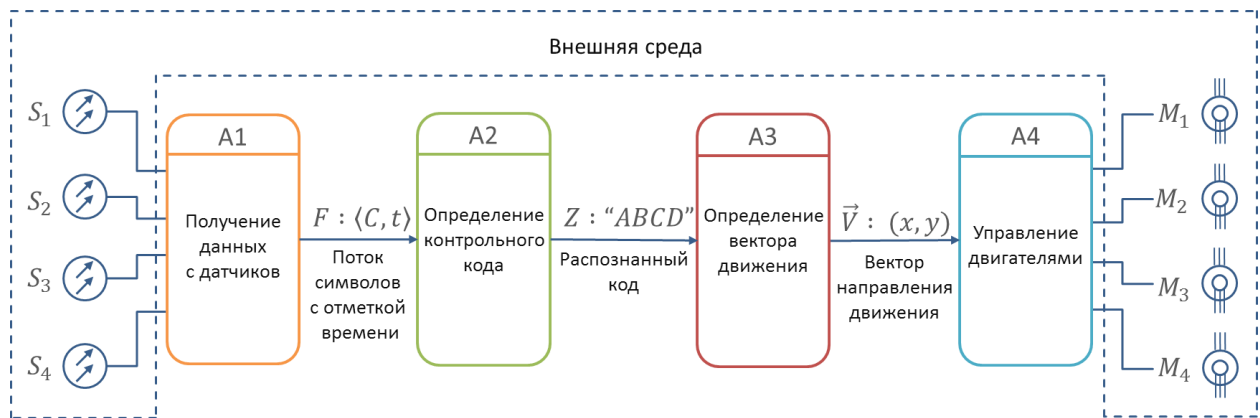 Внешняя среда
S₁
S₂
S₃
S₄
A1
Получение
данных
с датчиков
F : ⟨C, t⟩
Поток
символов
с отметкой
времени
A2
Определение
контрольного
кода
Z : “ABCD”
Распознанный
код
A3
Определение
вектора
движения
V⃗ : (x, y)
Вектор
направления
движения
A4
Управление
двигателями
M₁
M₂
M₃
M₄